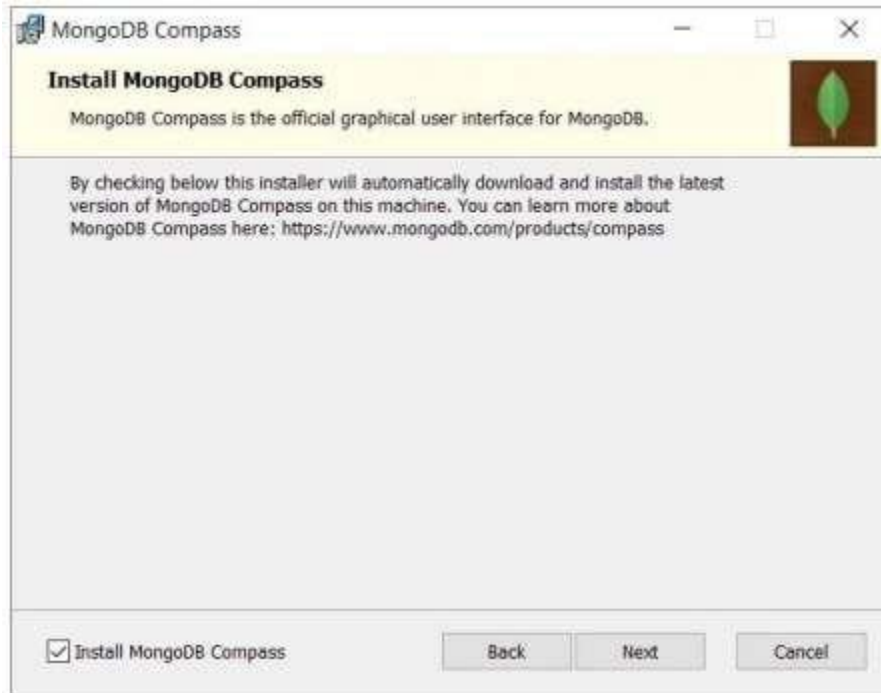 MongoDB Compass
Install MongoDB Compass
MongoDB Compass is the official graphical user interface for MongoDB.
By checking below this installer will automatically download and install the latest
version of MongoDB Compass on this machine. You can learn more about
MongoDB Compass here: https://www.mongodb.com/products/compass
Install MongoDB Compass
Back
Next
Cancel